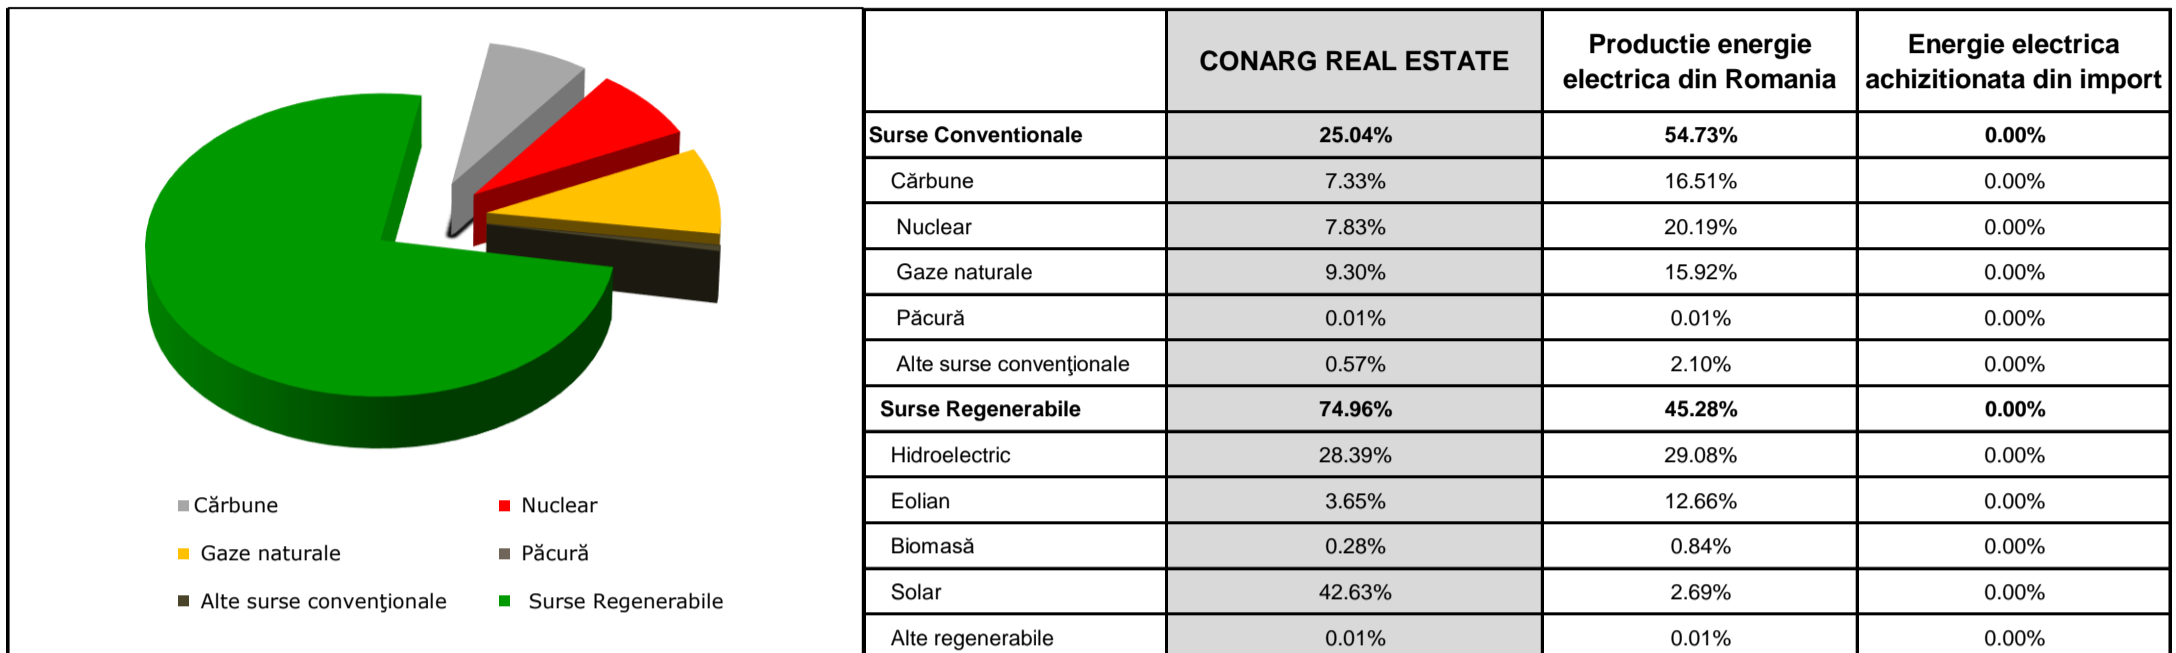 Cărbune
Nuclear
Gaze naturale
Păcură
Alte surse convenţionale
Surse Regenerabile
CONARG REAL ESTATE
Productie energie
electrica din Romania
Energie electrica
achizitionata din import
Surse Conventionale 25.04% 54.73% 0.00%
Cărbune 7.33% 16.51% 0.00%
Nuclear 7.83% 20.19% 0.00%
Gaze naturale 9.30% 15.92% 0.00%
Păcură 0.01% 0.01% 0.00%
Alte surse convenţionale 0.57% 2.10% 0.00%
Surse Regenerabile 74.96% 45.28% 0.00%
Hidroelectric 28.39% 29.08% 0.00%
Eolian 3.65% 12.66% 0.00%
Biomasă 0.28% 0.84% 0.00%
Solar 42.63% 2.69% 0.00%
Alte regenerabile 0.01% 0.01% 0.00%